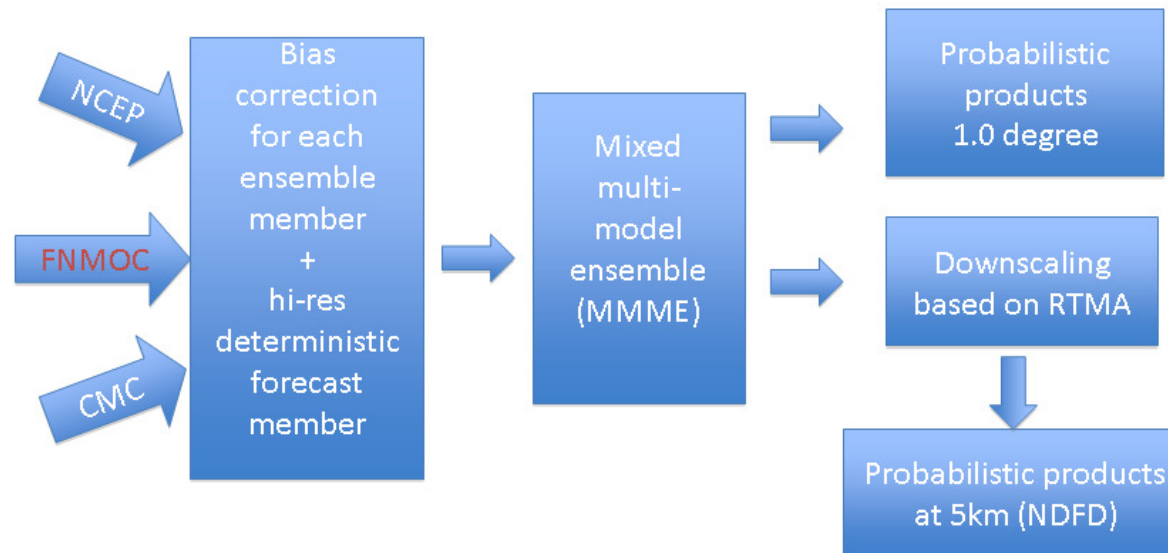 NCEP
FNMOC
CMC
Bias
correction
for each
ensemble
member
+
hi-res
deterministic
forecast
member
Mixed
multi-
model
ensemble
(MMME)
Probabilistic
products
1.0 degree
Downscaling
based on RTMA
Probabilistic products
at 5km (NDFD)